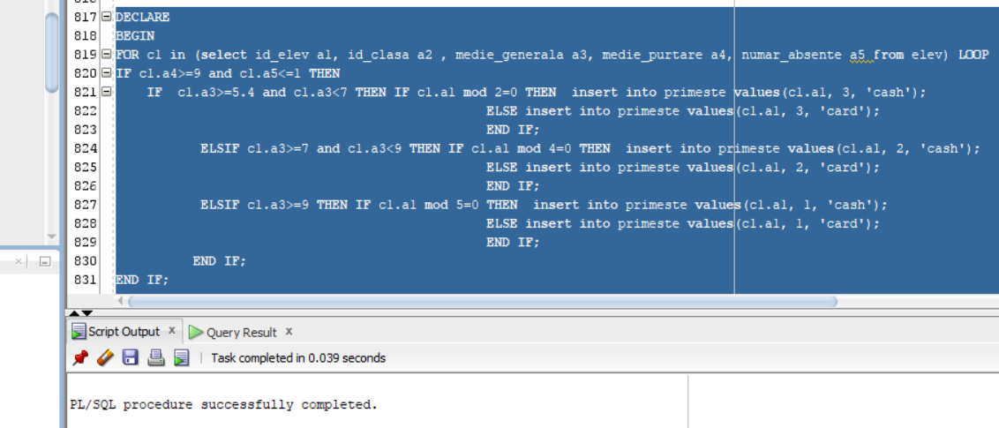 817 DECLARE
818 BEGIN
819 FOR c1 in (select id_elev a1, id_clasa a2 , medie_generala a3, medie_purtare a4, numar_absente a5 from elev) LOOP
820 IF c1.a4>=9 and c1.a5<=1 THEN
821 IF c1.a3>=5.4 and c1.a3<7 THEN IF c1.a1 mod 2=0 THEN insert into primeste values(c1.a1, 3, 'cash');
822 ELSE insert into primeste values(c1.a1, 3, 'card');
823 END IF;
824 ELSIF c1.a3>=7 and c1.a3<9 THEN IF c1.a1 mod 4=0 THEN insert into primeste values(c1.a1, 2, 'cash');
825 ELSE insert into primeste values(c1.a1, 2, 'card');
826 END IF;
827 ELSIF c1.a3>=9 THEN IF c1.a1 mod 5=0 THEN insert into primeste values(c1.a1, 1, 'cash');
828 ELSE insert into primeste values(c1.a1, 1, 'card');
829 END IF;
830 END IF;
831 END IF;
Script Output x Query Result x
Task completed in 0.039 seconds
PL/SQL procedure successfully completed.